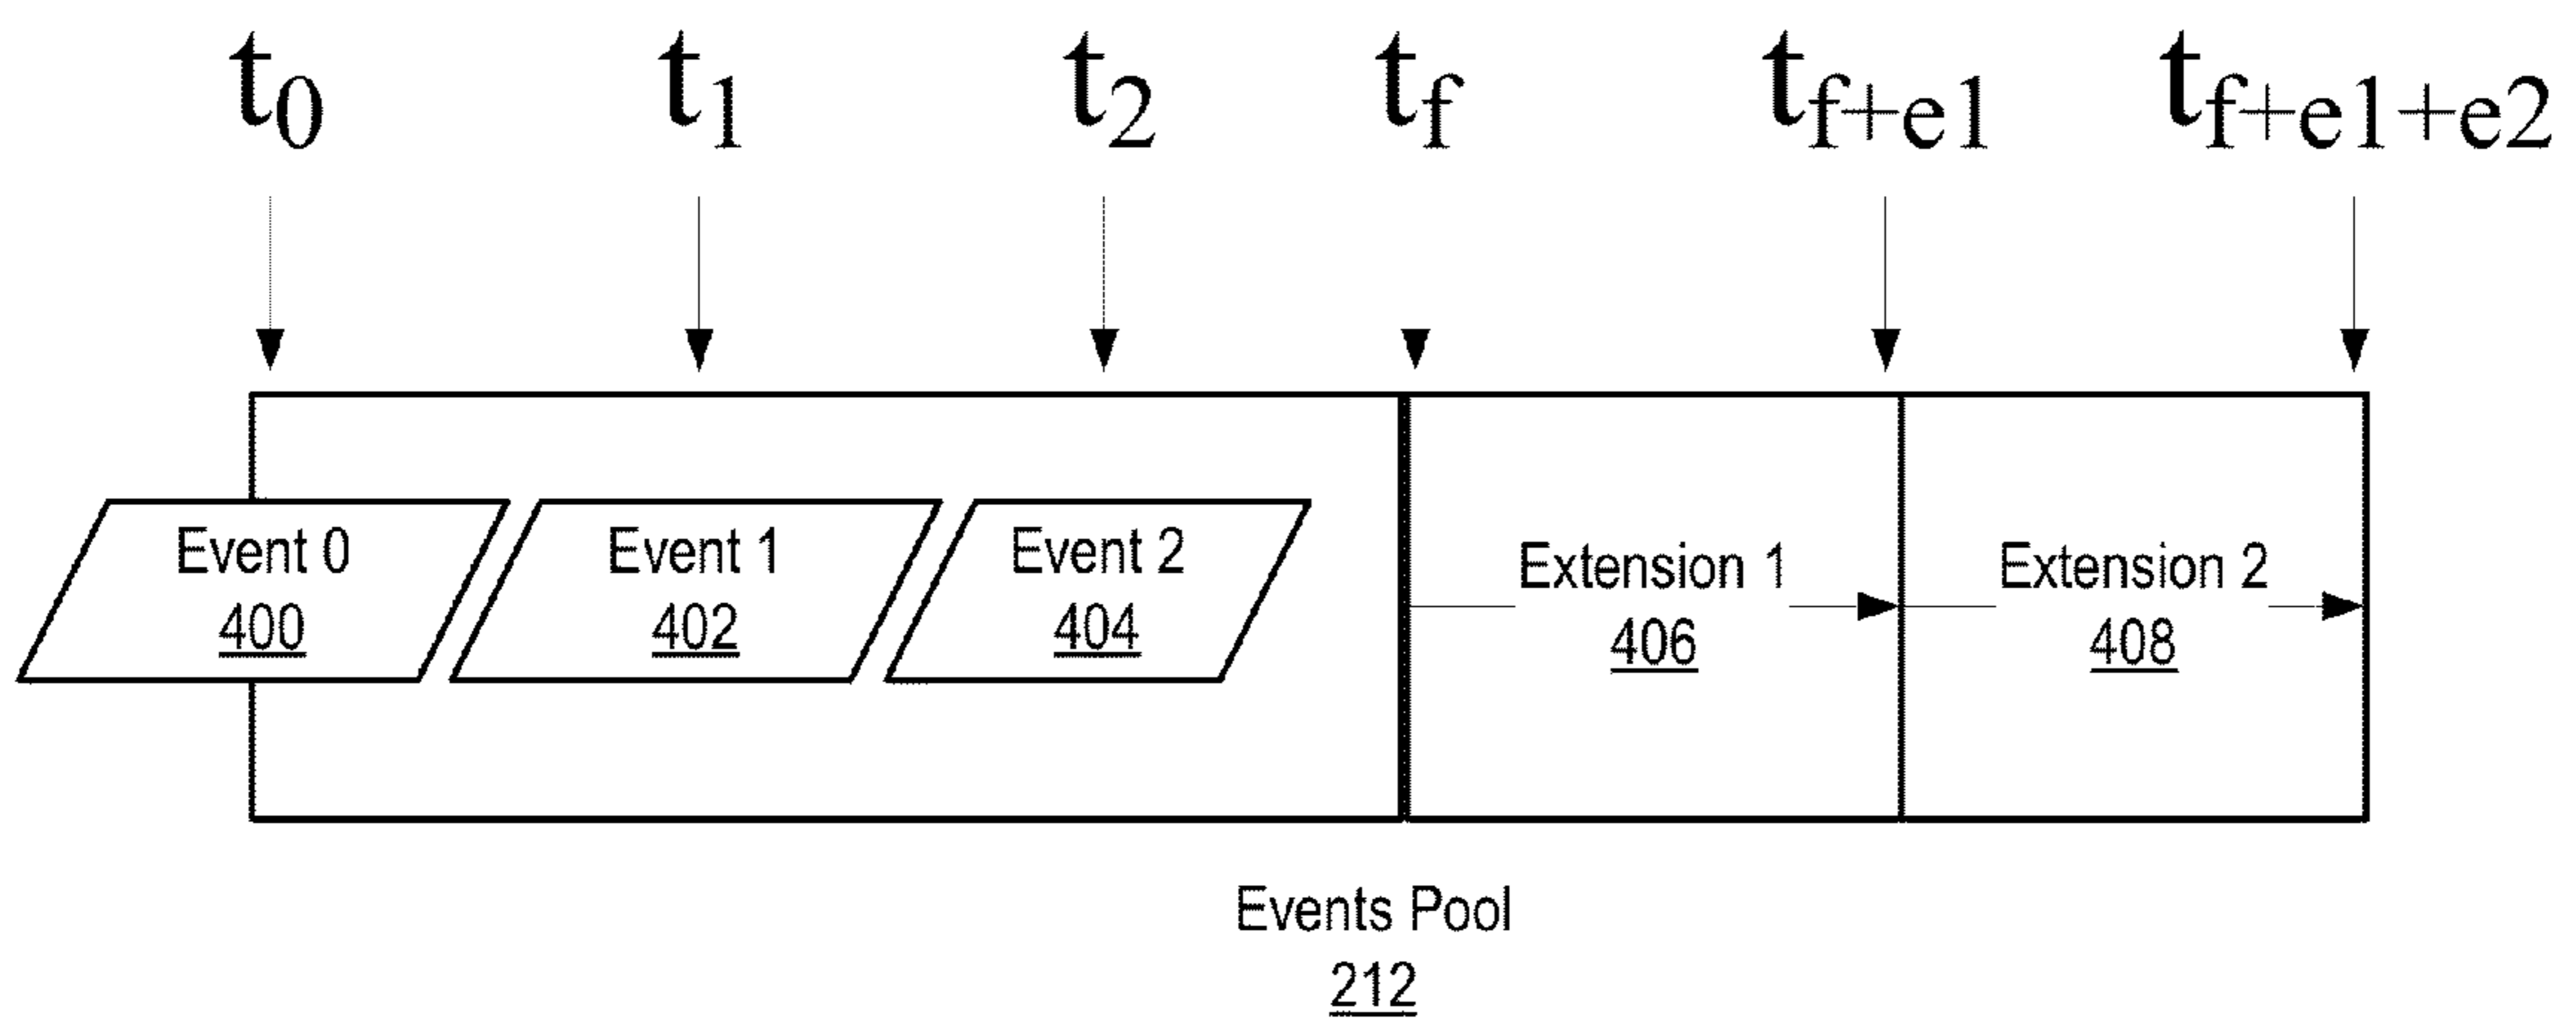 t0 t1 t2 tf tf+e1 tf+e1+e2
Event 0
400
Event 1
402
Event 2
404
Extension 1
406
Extension 2
408
Events Pool
212